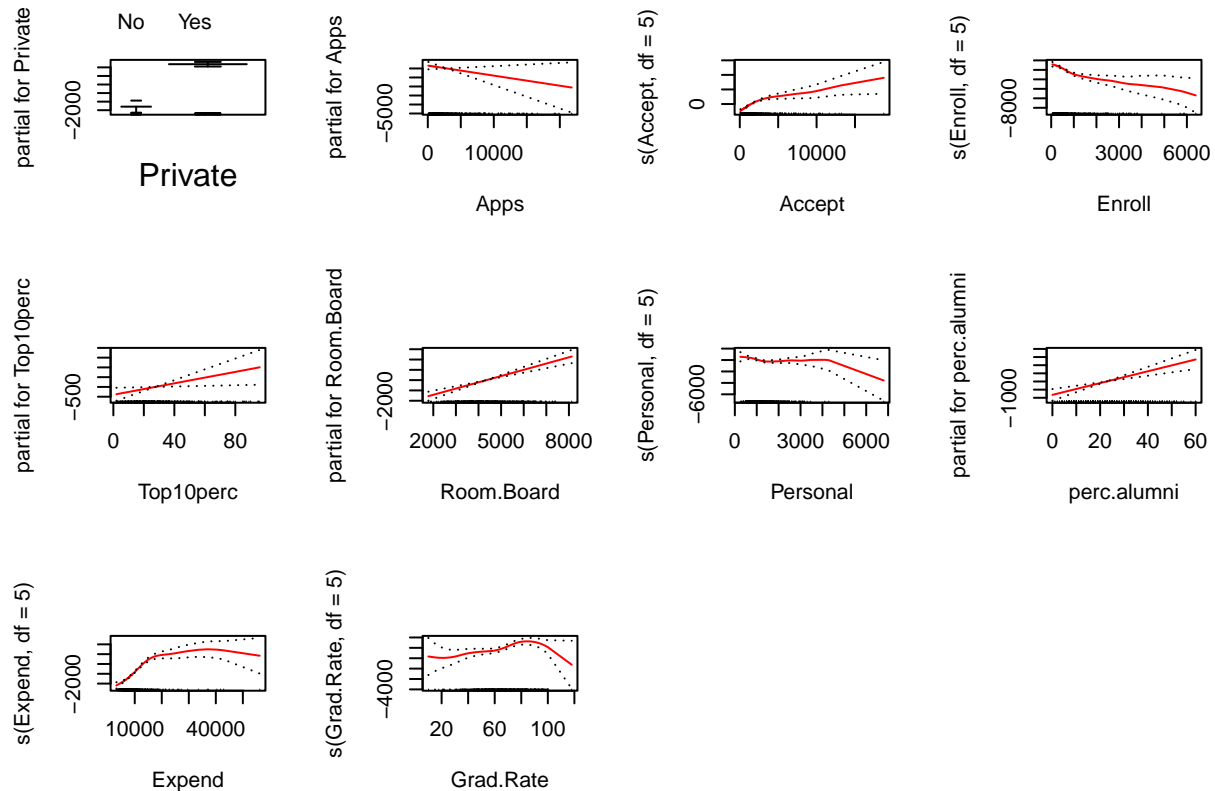 partial for Private
No Yes
−2000
Private
partial for Apps
−5000
0 10000
Apps
s(Accept, df = 5)
0
0 10000
Accept
s(Enroll, df = 5)
−8000
0 3000 6000
Enroll
partial for Top10perc
−500
0 40 80
Top10perc
partial for Room.Board
−2000
2000 5000 8000
Room.Board
s(Personal, df = 5)
−6000
0 3000 6000
Personal
partial for perc.alumni
−1000
0 20 40 60
perc.alumni
s(Expend, df = 5)
−2000
10000 40000
Expend
s(Grad.Rate, df = 5)
−4000
20 60 100
Grad.Rate